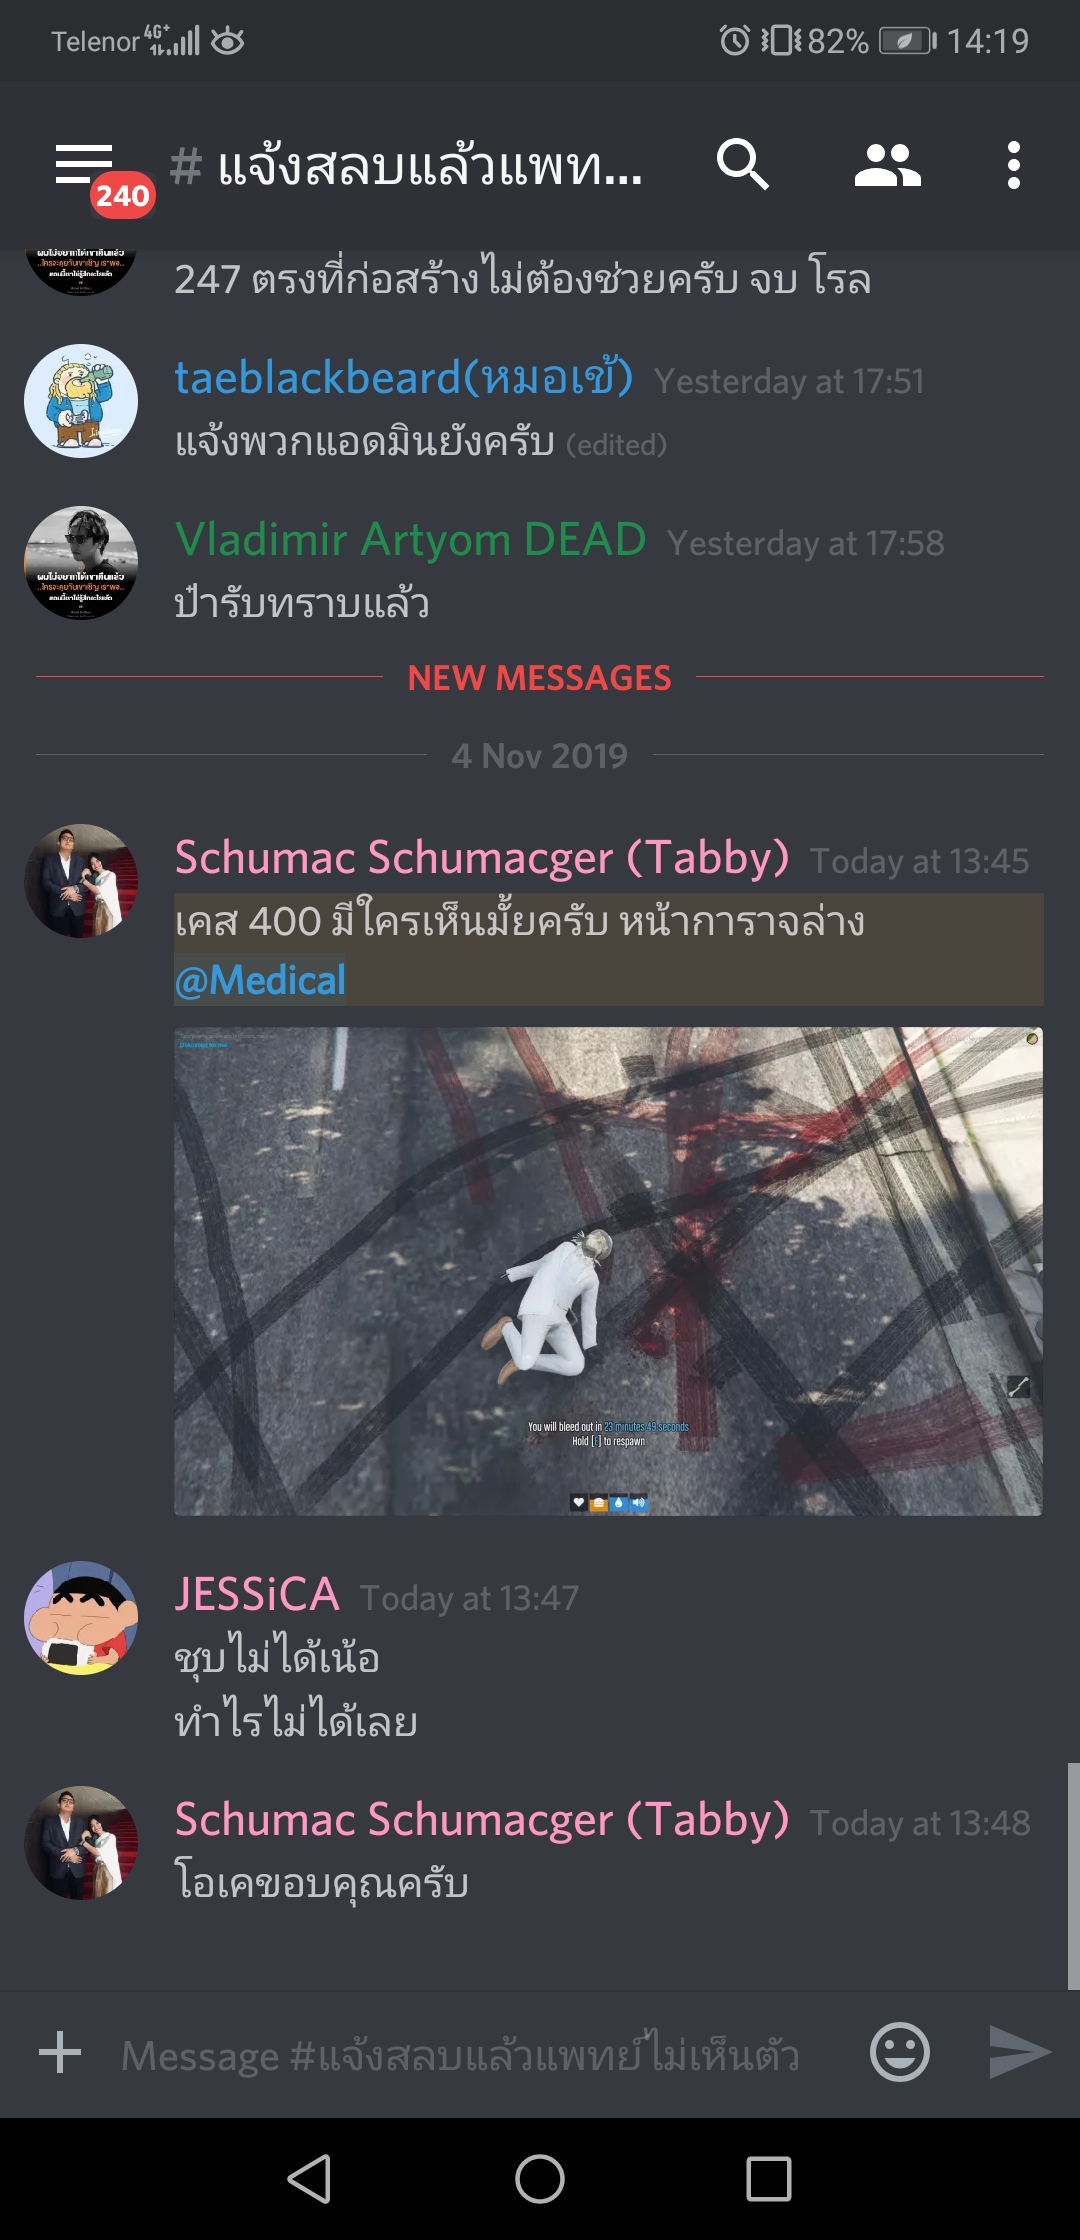 Telenor 4G+ 82% 14:19
240 # แจ้งสลบแล้วแพท...
247 ตรงที่ก่อสร้างไม่ต้องช่วยครับ จบ โรล
taeblackbeard(หมอเข้) Yesterday at 17:51
แจ้งพวกแอดมินยังครับ (edited)
Vladimir Artyom DEAD Yesterday at 17:58
ป๋ารับทราบแล้ว
NEW MESSAGES
4 Nov 2019
Schumac Schumacger (Tabby) Today at 13:45
เคส 400 มีใครเห็นมั้ยครับ หน้าการาจล่าง
@Medical
You will bleed out in 23 minutes 49 seconds
Hold [E] to respawn
JESSiCA Today at 13:47
ชุบไม่ได้เน้อ
ทำไรไม่ได้เลย
Schumac Schumacger (Tabby) Today at 13:48
โอเคขอบคุณครับ
Message #แจ้งสลบแล้วแพทย์ไม่เห็นตัว